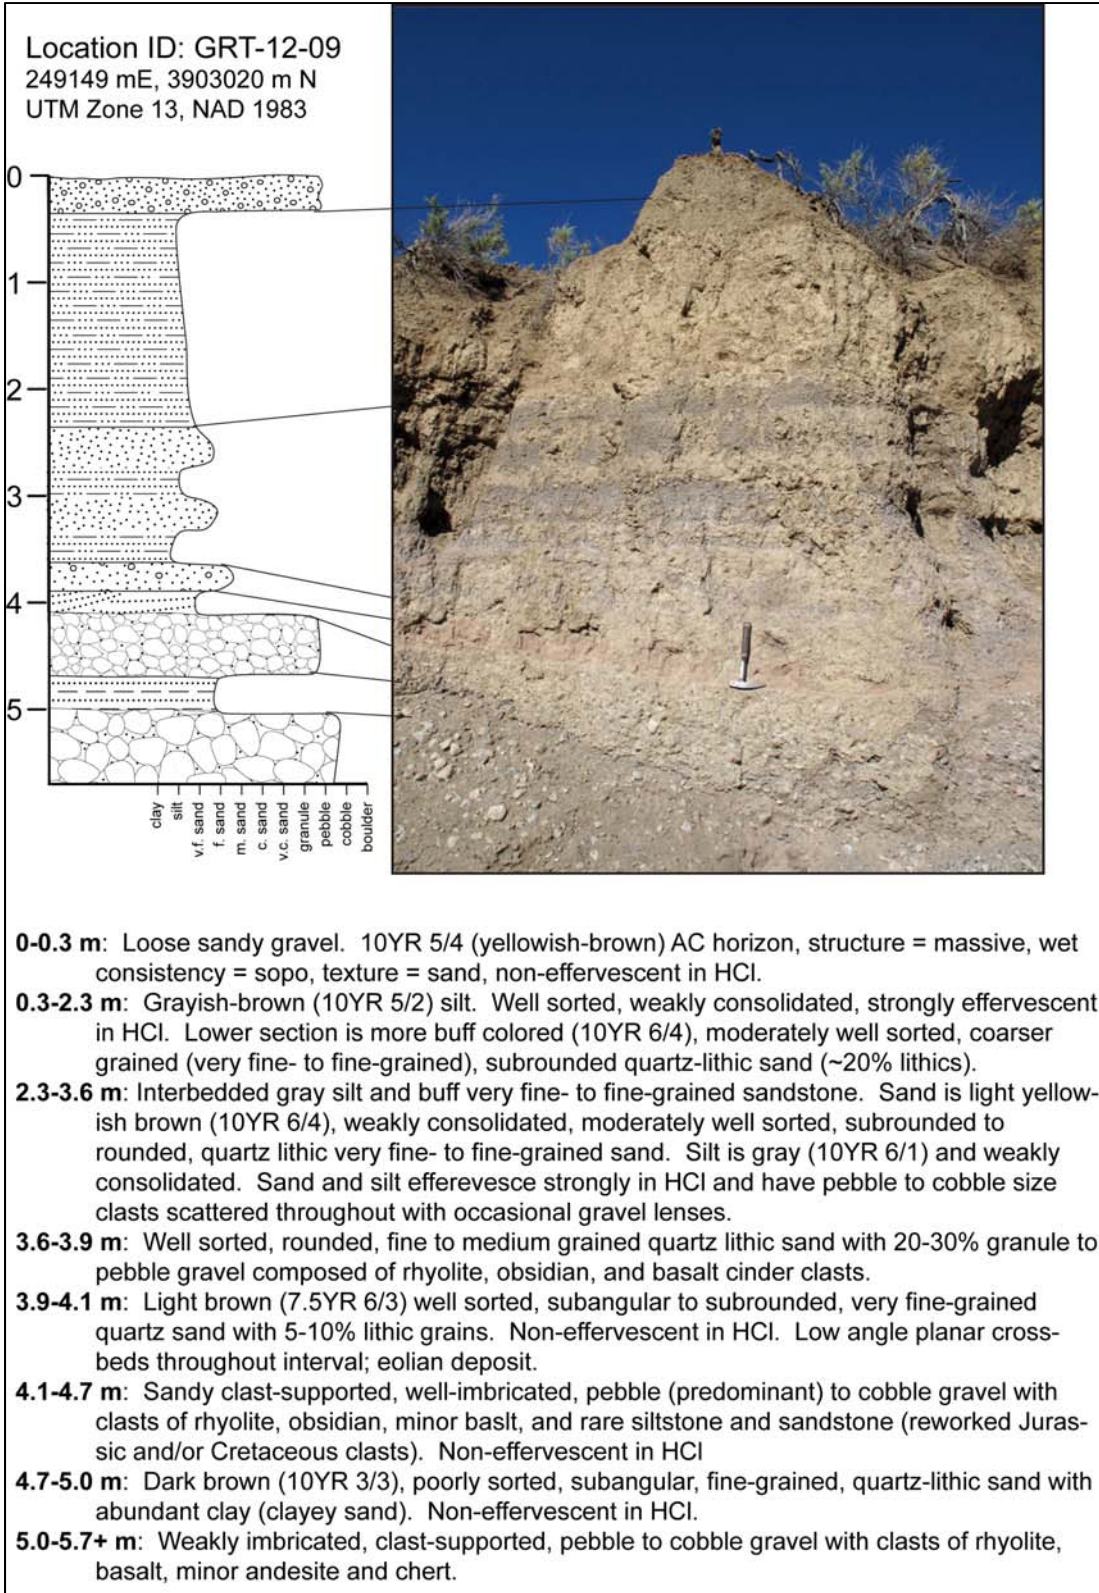 Location ID: GRT-12-09
249149 mE, 3903020 m N
UTM Zone 13, NAD 1983
0
1
2
3
4
5
clay
silt
v.f. sand
f. sand
m. sand
c. sand
v.c. sand
granule
pebble
cobble
boulder
0-0.3 m: Loose sandy gravel. 10YR 5/4 (yellowish-brown) AC horizon, structure = massive, wet
consistency = sopo, texture = sand, non-effervescent in HCl.
0.3-2.3 m: Grayish-brown (10YR 5/2) silt. Well sorted, weakly consolidated, strongly effervescent
in HCl. Lower section is more buff colored (10YR 6/4), moderately well sorted, coarser
grained (very fine- to fine-grained), subrounded quartz-lithic sand (~20% lithics).
2.3-3.6 m: Interbedded gray silt and buff very fine- to fine-grained sandstone. Sand is light yellow-
ish brown (10YR 6/4), weakly consolidated, moderately well sorted, subrounded to
rounded, quartz lithic very fine- to fine-grained sand. Silt is gray (10YR 6/1) and weakly
consolidated. Sand and silt efferevesce strongly in HCl and have pebble to cobble size
clasts scattered throughout with occasional gravel lenses.
3.6-3.9 m: Well sorted, rounded, fine to medium grained quartz lithic sand with 20-30% granule to
pebble gravel composed of rhyolite, obsidian, and basalt cinder clasts.
3.9-4.1 m: Light brown (7.5YR 6/3) well sorted, subangular to subrounded, very fine-grained
quartz sand with 5-10% lithic grains. Non-effervescent in HCl. Low angle planar cross-
beds throughout interval; eolian deposit.
4.1-4.7 m: Sandy clast-supported, well-imbricated, pebble (predominant) to cobble gravel with
clasts of rhyolite, obsidian, minor baslt, and rare siltstone and sandstone (reworked Juras-
sic and/or Cretaceous clasts). Non-effervescent in HCl
4.7-5.0 m: Dark brown (10YR 3/3), poorly sorted, subangular, fine-grained, quartz-lithic sand with
abundant clay (clayey sand). Non-effervescent in HCl.
5.0-5.7+ m: Weakly imbricated, clast-supported, pebble to cobble gravel with clasts of rhyolite,
basalt, minor andesite and chert.